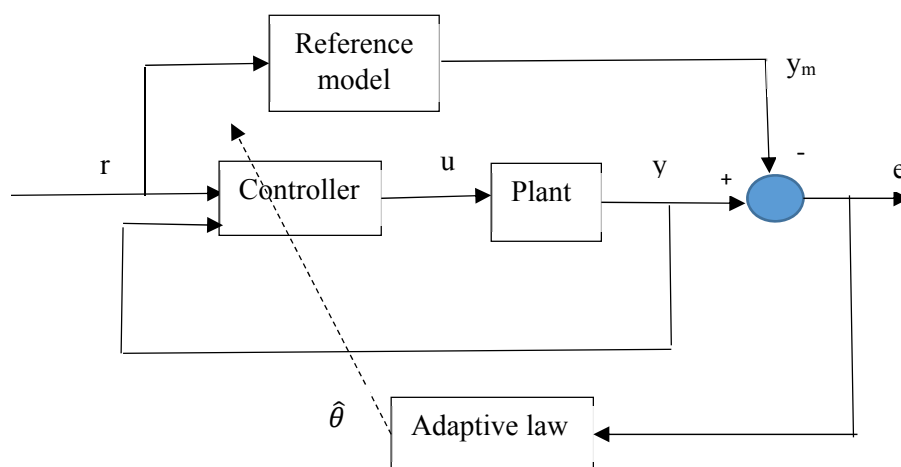 Reference
model
yₘ
r
Controller
u
Plant
y
+
-
e
θ̂
Adaptive law